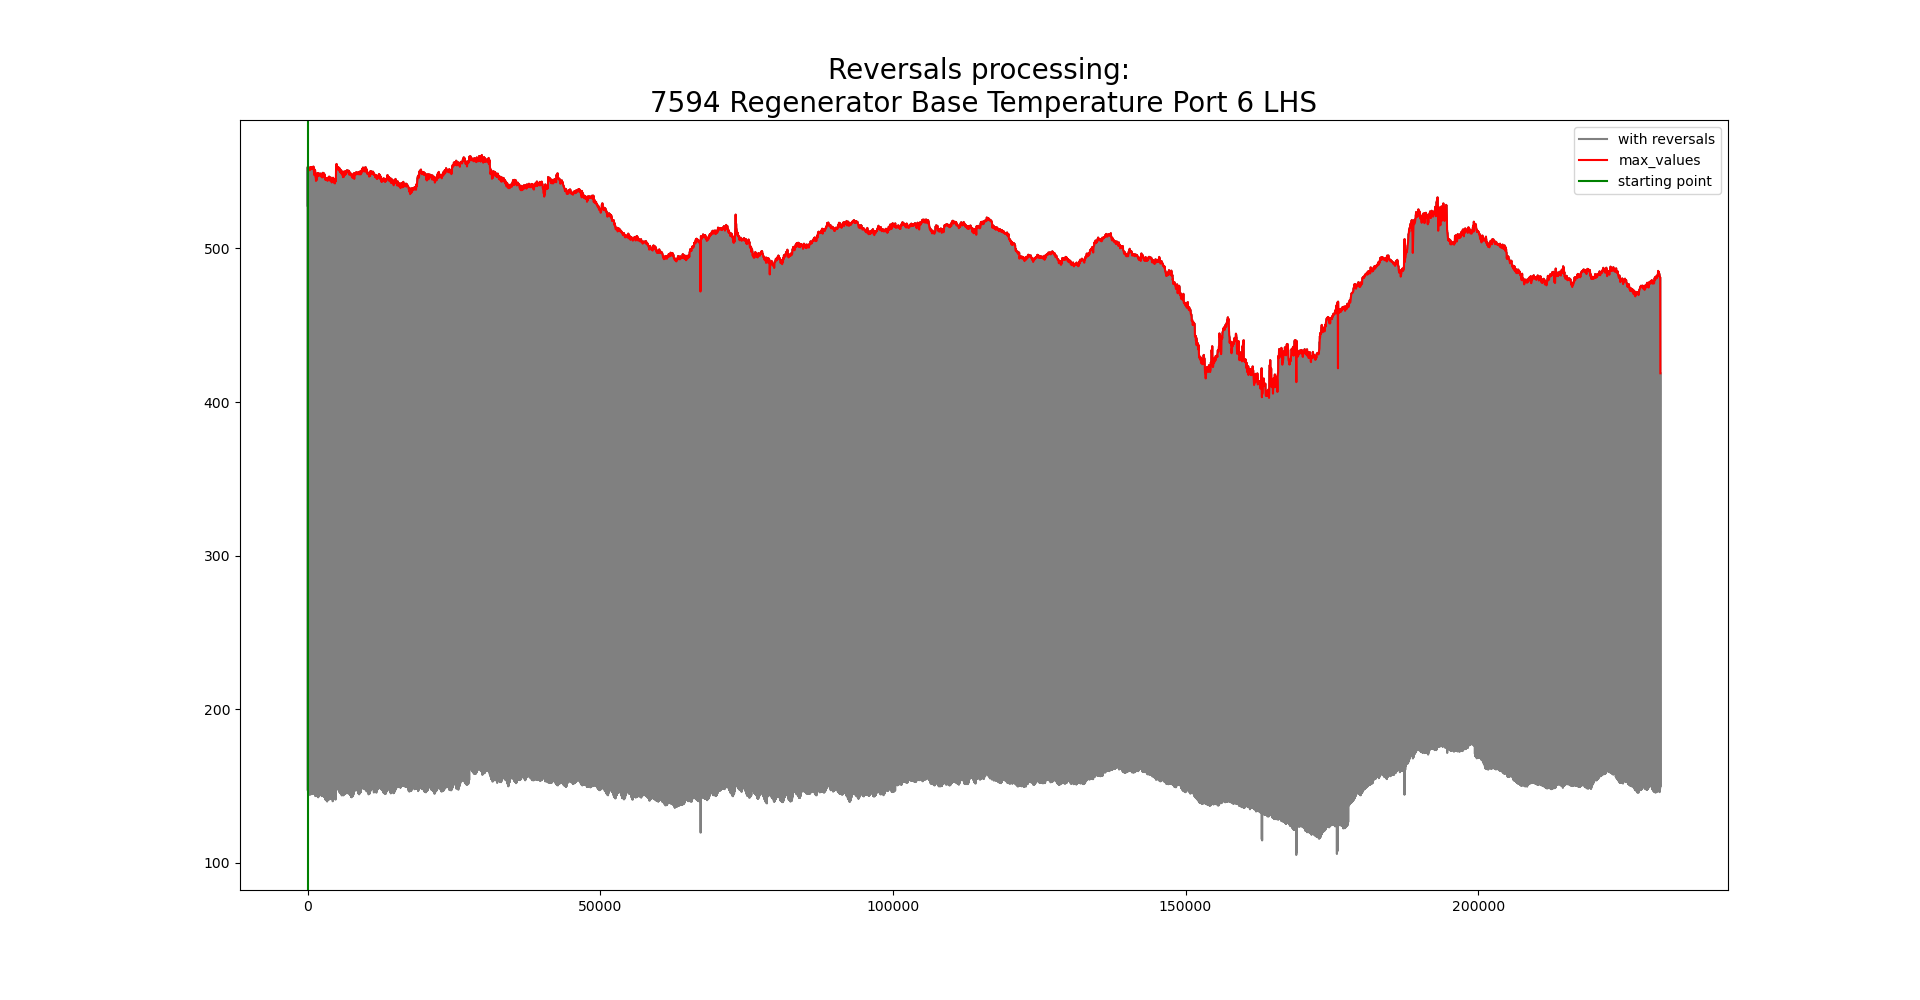 Reversals processing:
7594 Regenerator Base Temperature Port 6 LHS
with reversals
max_values
starting point
500
400
300
200
100
0
50000
100000
150000
200000